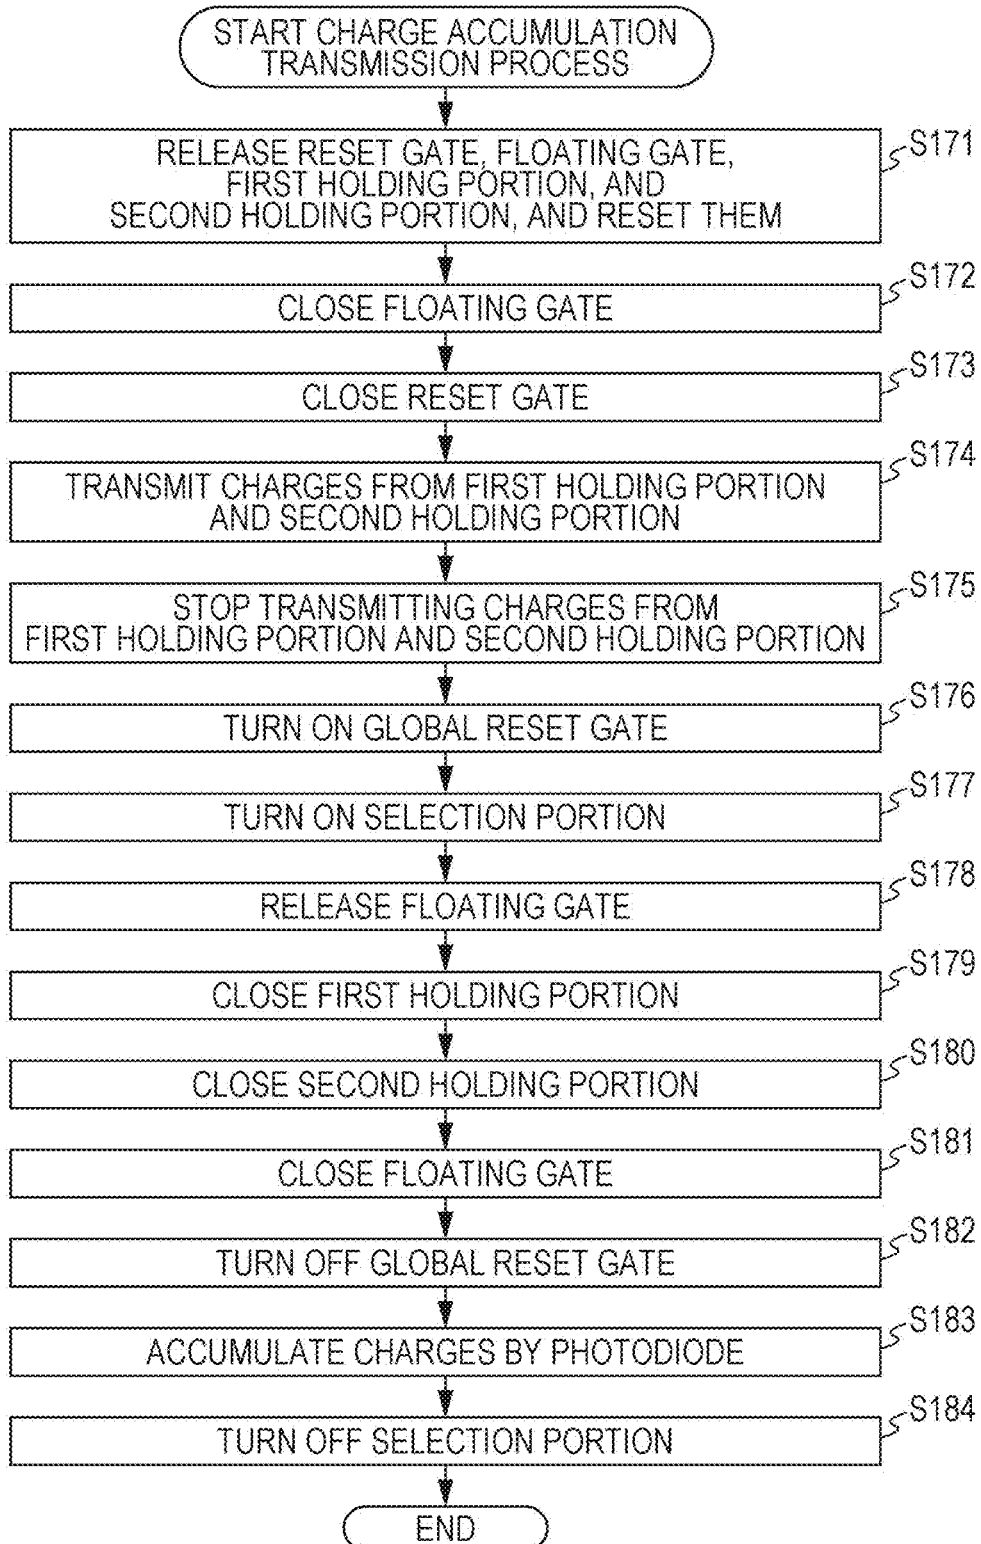 START CHARGE ACCUMULATION
TRANSMISSION PROCESS
S171
RELEASE RESET GATE, FLOATING GATE,
FIRST HOLDING PORTION, AND
SECOND HOLDING PORTION, AND RESET THEM
S172
CLOSE FLOATING GATE
S173
CLOSE RESET GATE
S174
TRANSMIT CHARGES FROM FIRST HOLDING PORTION
AND SECOND HOLDING PORTION
S175
STOP TRANSMITTING CHARGES FROM
FIRST HOLDING PORTION AND SECOND HOLDING PORTION
S176
TURN ON GLOBAL RESET GATE
S177
TURN ON SELECTION PORTION
S178
RELEASE FLOATING GATE
S179
CLOSE FIRST HOLDING PORTION
S180
CLOSE SECOND HOLDING PORTION
S181
CLOSE FLOATING GATE
S182
TURN OFF GLOBAL RESET GATE
S183
ACCUMULATE CHARGES BY PHOTODIODE
S184
TURN OFF SELECTION PORTION
END